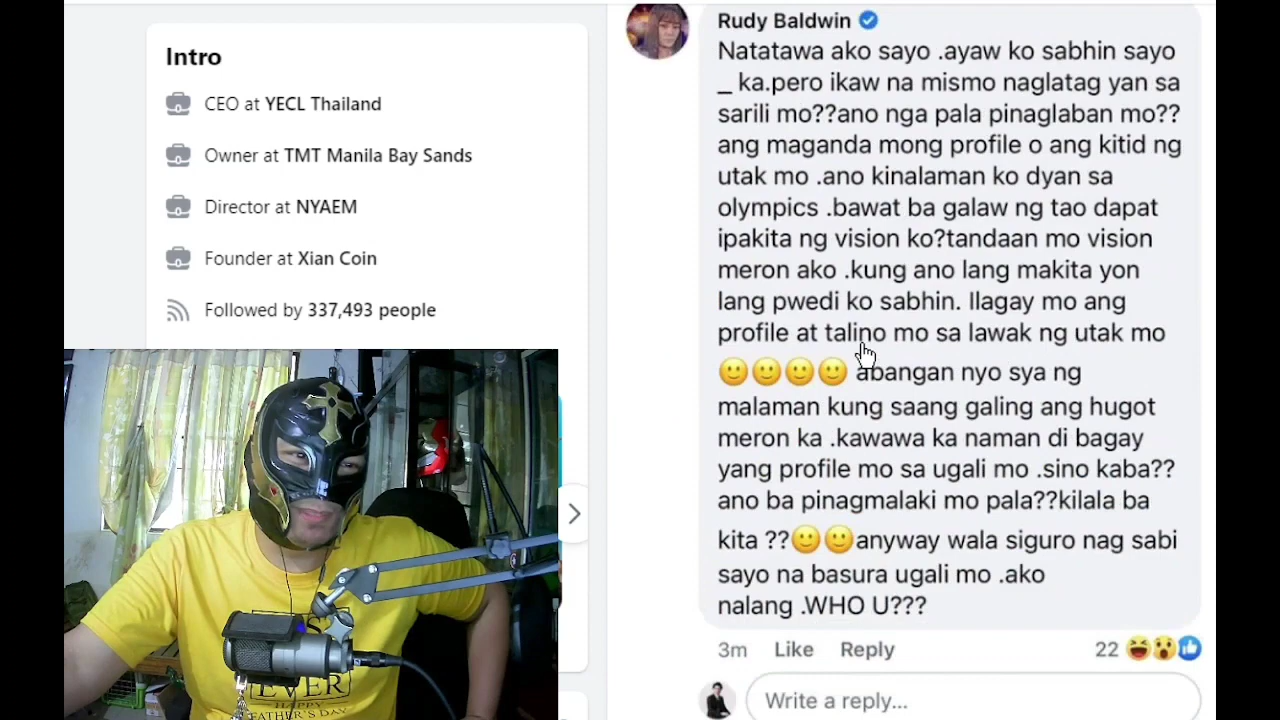 Intro
CEO at YECL Thailand
Owner at TMT Manila Bay Sands
Director at NYAEM
Founder at Xian Coin
Followed by 337,493 people
Rudy Baldwin
Natatawa ako sayo .ayaw ko sabhin sayo
_ ka.pero ikaw na mismo naglatag yan sa
sarili mo??ano nga pala pinaglaban mo??
ang maganda mong profile o ang kitid ng
utak mo .ano kinalaman ko dyan sa
olympics .bawat ba galaw ng tao dapat
ipakita ng vision ko?tandaan mo vision
meron ako .kung ano lang makita yon
lang pwedi ko sabhin. Ilagay mo ang
profile at talino mo sa lawak ng utak mo
🙂🙂🙂🙂 abangan nyo sya ng
malaman kung saang galing ang hugot
meron ka .kawawa ka naman di bagay
yang profile mo sa ugali mo .sino kaba??
ano ba pinagmalaki mo pala??kilala ba
kita ??🙂🙂anyway wala siguro nag sabi
sayo na basura ugali mo .ako
nalang .WHO U???
3m Like Reply 22
Write a reply...
EVER
HAPPY
FATHER'S DAY